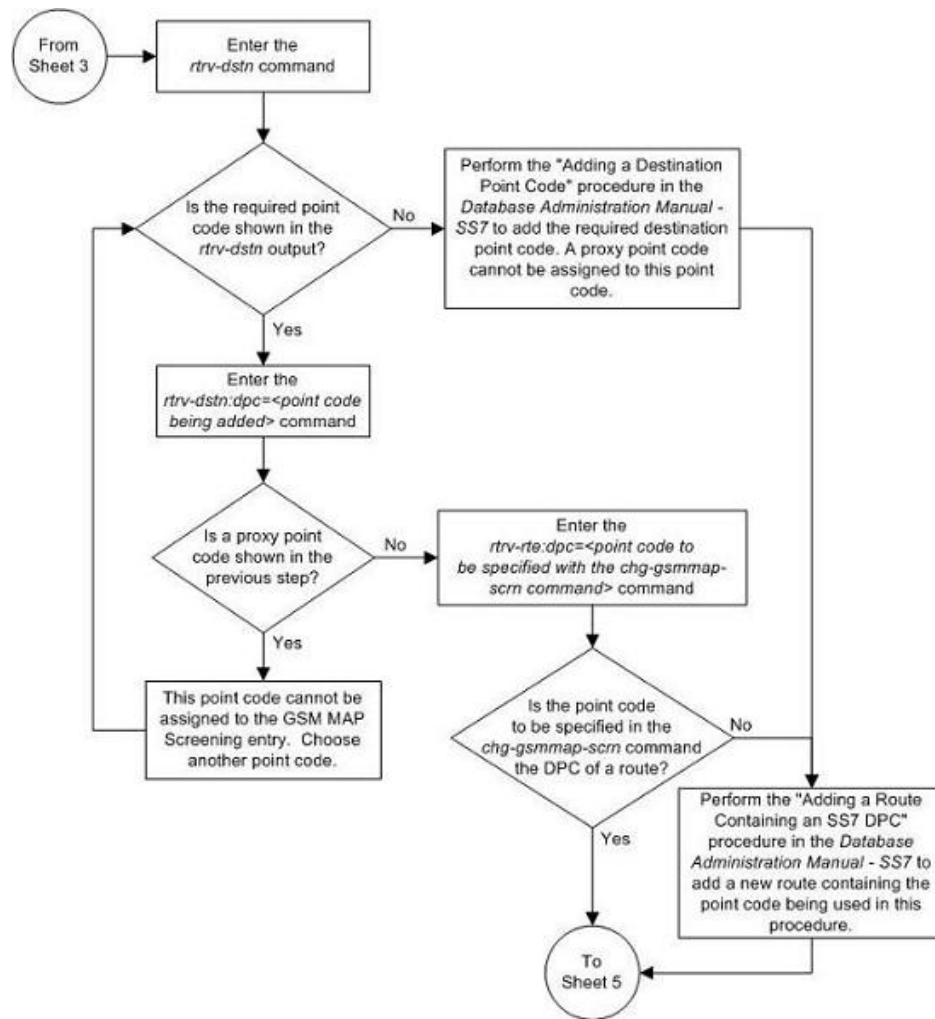 From
Sheet 3
Enter the
rtrv-dstn command
Is the required point
code shown in the
rtrv-dstn output?
No
Perform the "Adding a Destination
Point Code" procedure in the
Database Administration Manual -
SS7 to add the required destination
point code. A proxy point code
cannot be assigned to this point
code.
Yes
Enter the
rtrv-dstn:dpc=<point code
being added> command
Is a proxy point
code shown in the
previous step?
No
Enter the
rtrv-rte:dpc=<point code to
be specified with the chg-gsmmap-
scrn command> command
Yes
This point code cannot be
assigned to the GSM MAP
Screening entry.  Choose
another point code.
Is the point code
to be specified in the
chg-gsmmap-scrn command
the DPC of a route?
No
Perform the "Adding a Route
Containing an SS7 DPC"
procedure in the Database
Administration Manual - SS7 to
add a new route containing the
point code being used in this
procedure.
Yes
To
Sheet 5